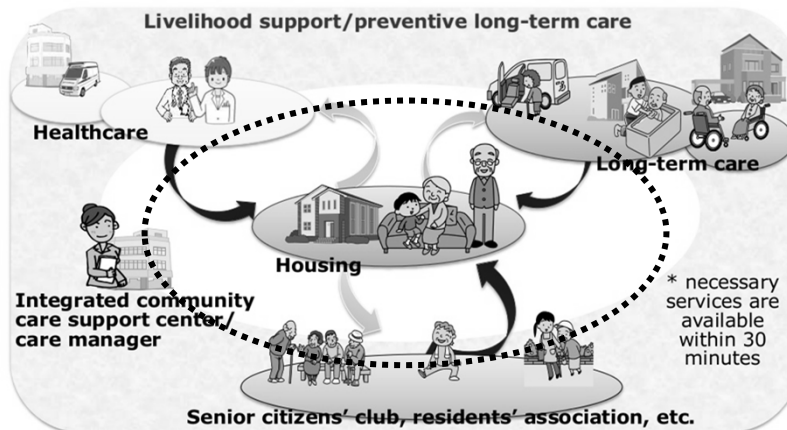 Livelihood support/preventive long-term care
Healthcare
Long-term care
Housing
Integrated community
care support center/
care manager
* necessary
services are
available
within 30
minutes
Senior citizens’ club, residents’ association, etc.